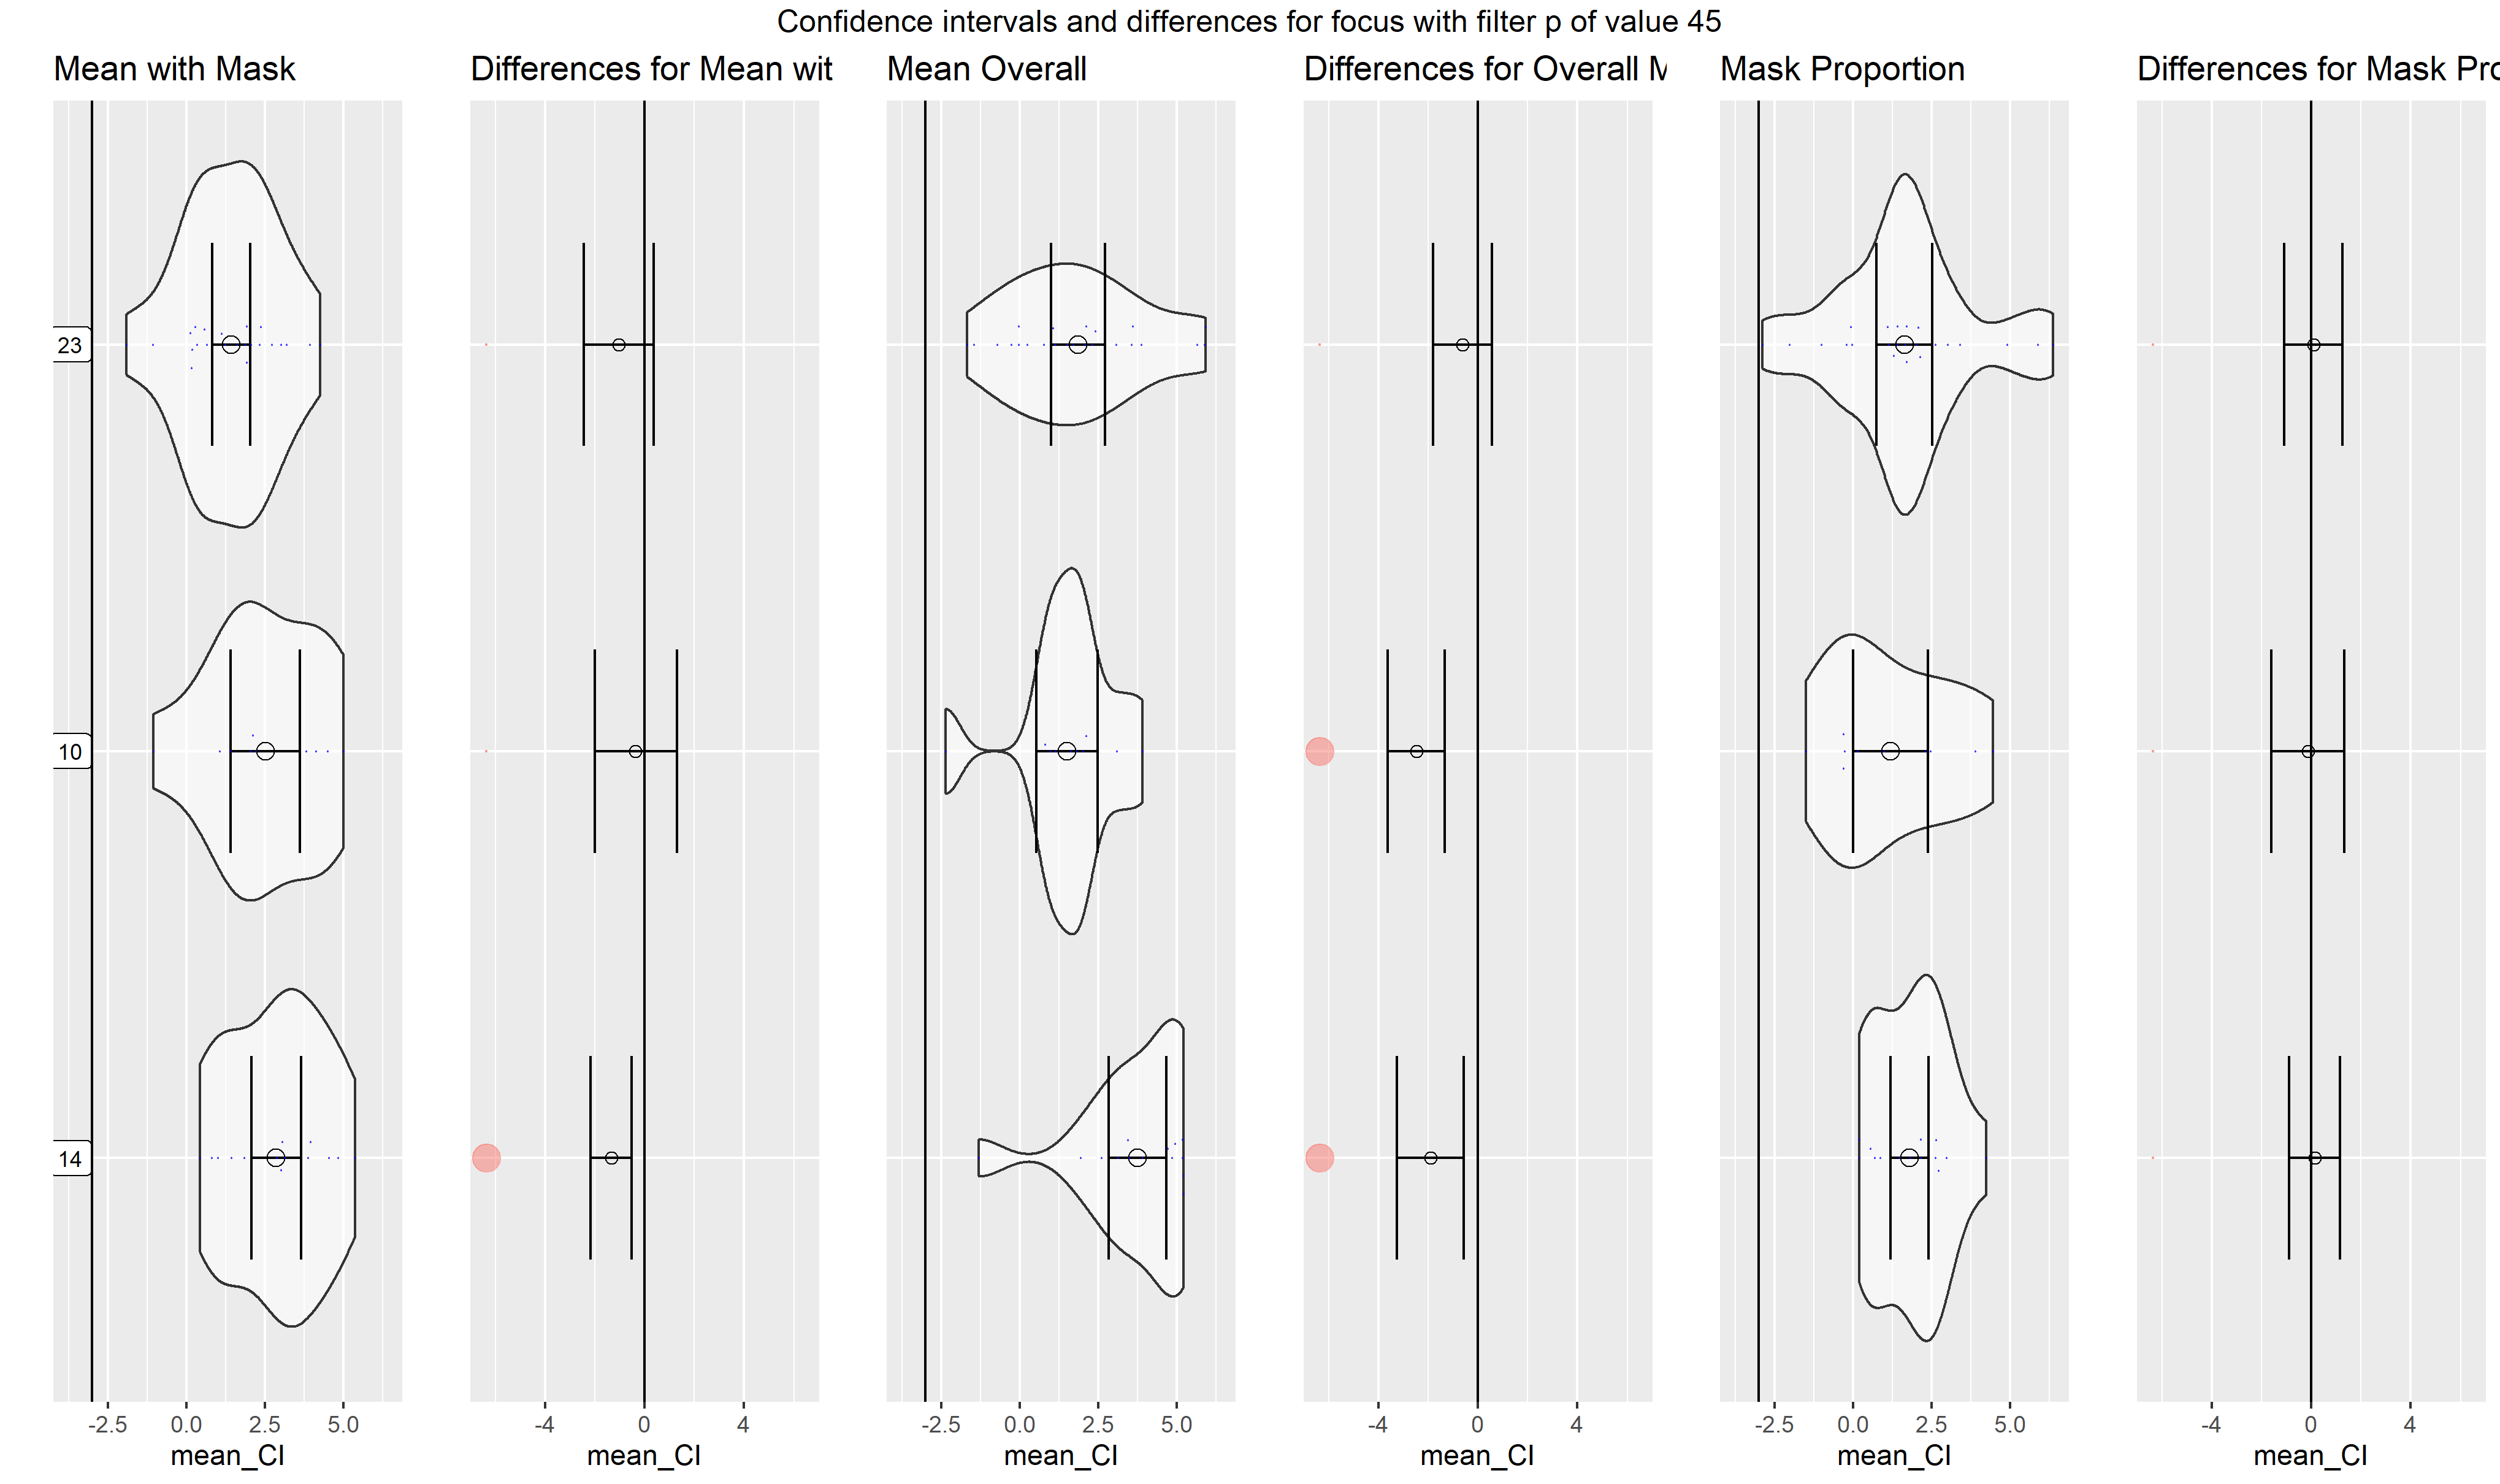 Confidence intervals and differences for focus with filter p of value 45
Mean with Mask
Differences for Mean wit
Mean Overall
Differences for Overall M
Mask Proportion
Differences for Mask Pro
23
10
14
-2.5 0.0 2.5 5.0
-4 0 4
-2.5 0.0 2.5 5.0
-4 0 4
-2.5 0.0 2.5 5.0
-4 0 4
mean_CI
mean_CI
mean_CI
mean_CI
mean_CI
mean_CI